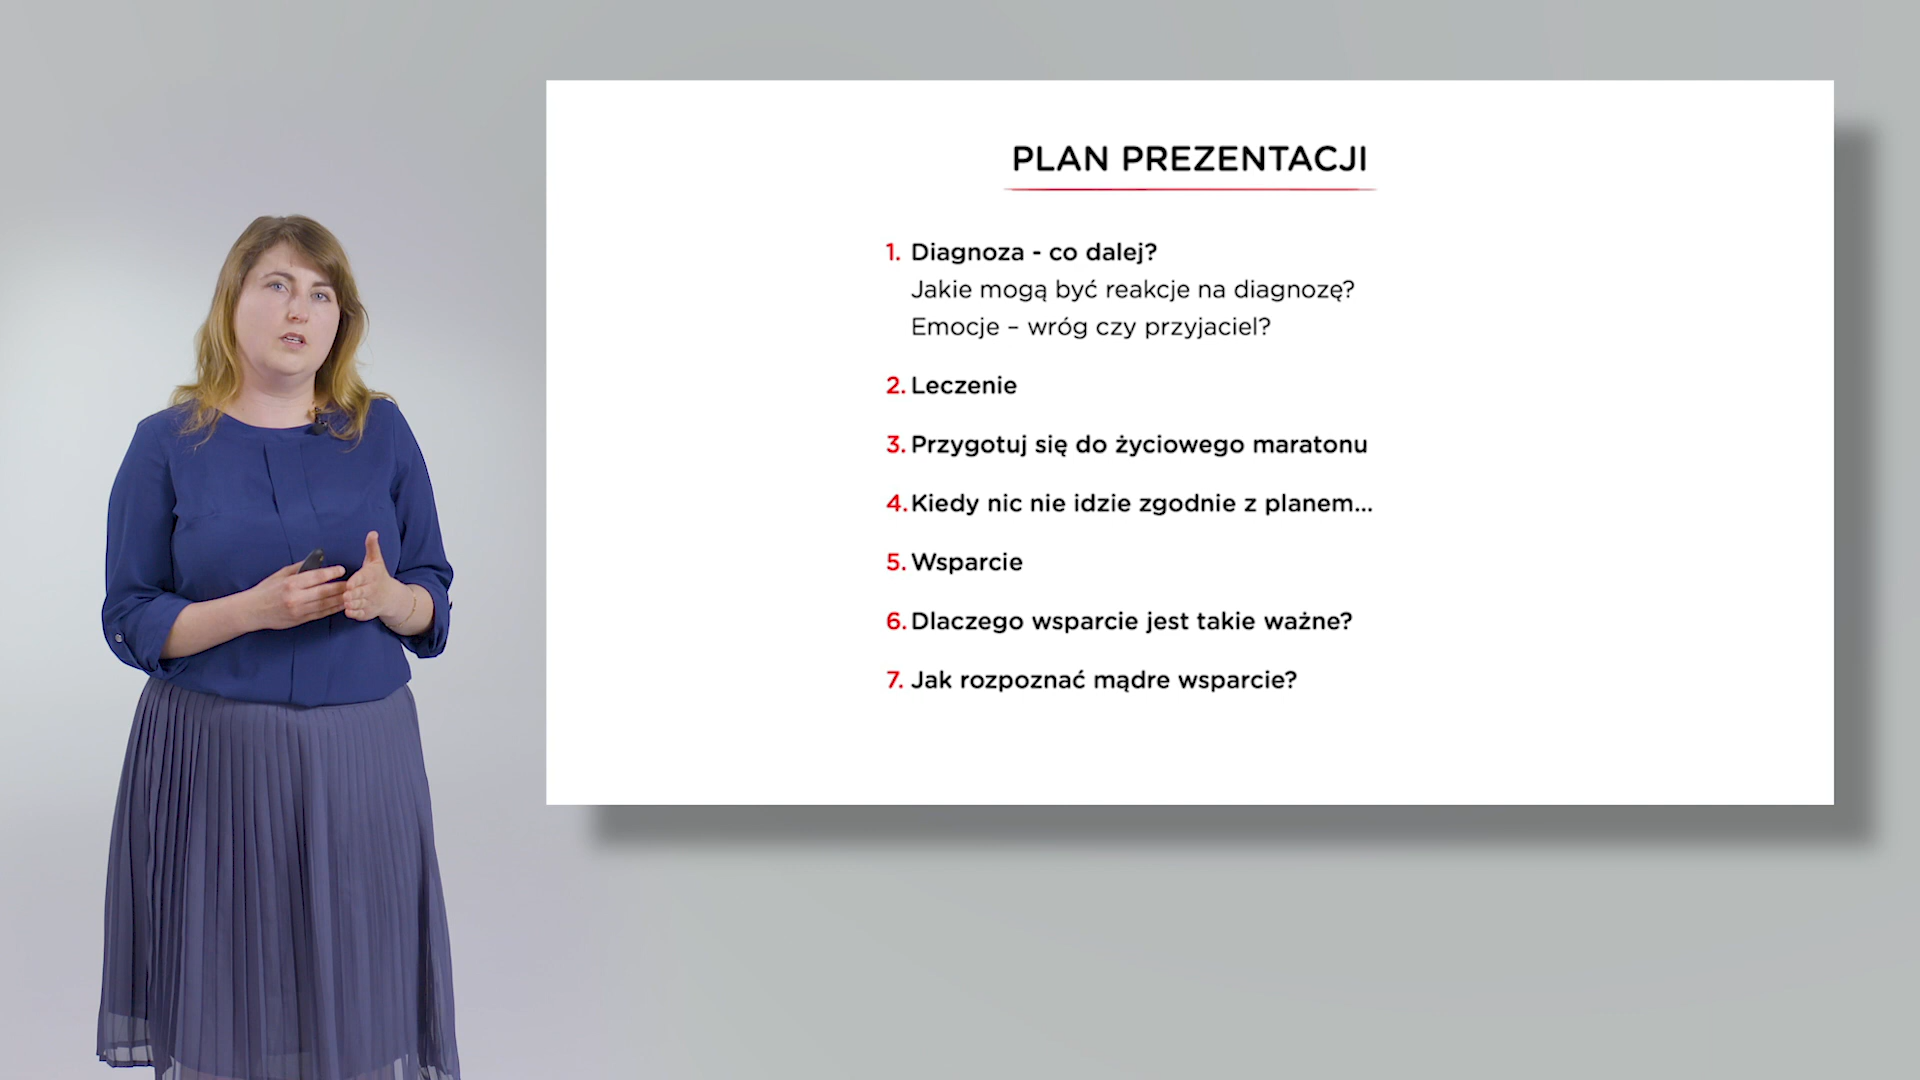 PLAN PREZENTACJI
1. Diagnoza - co dalej?
Jakie mogą być reakcje na diagnozę?
Emocje – wróg czy przyjaciel?
2. Leczenie
3. Przygotuj się do życiowego maratonu
4. Kiedy nic nie idzie zgodnie z planem...
5. Wsparcie
6. Dlaczego wsparcie jest takie ważne?
7. Jak rozpoznać mądre wsparcie?